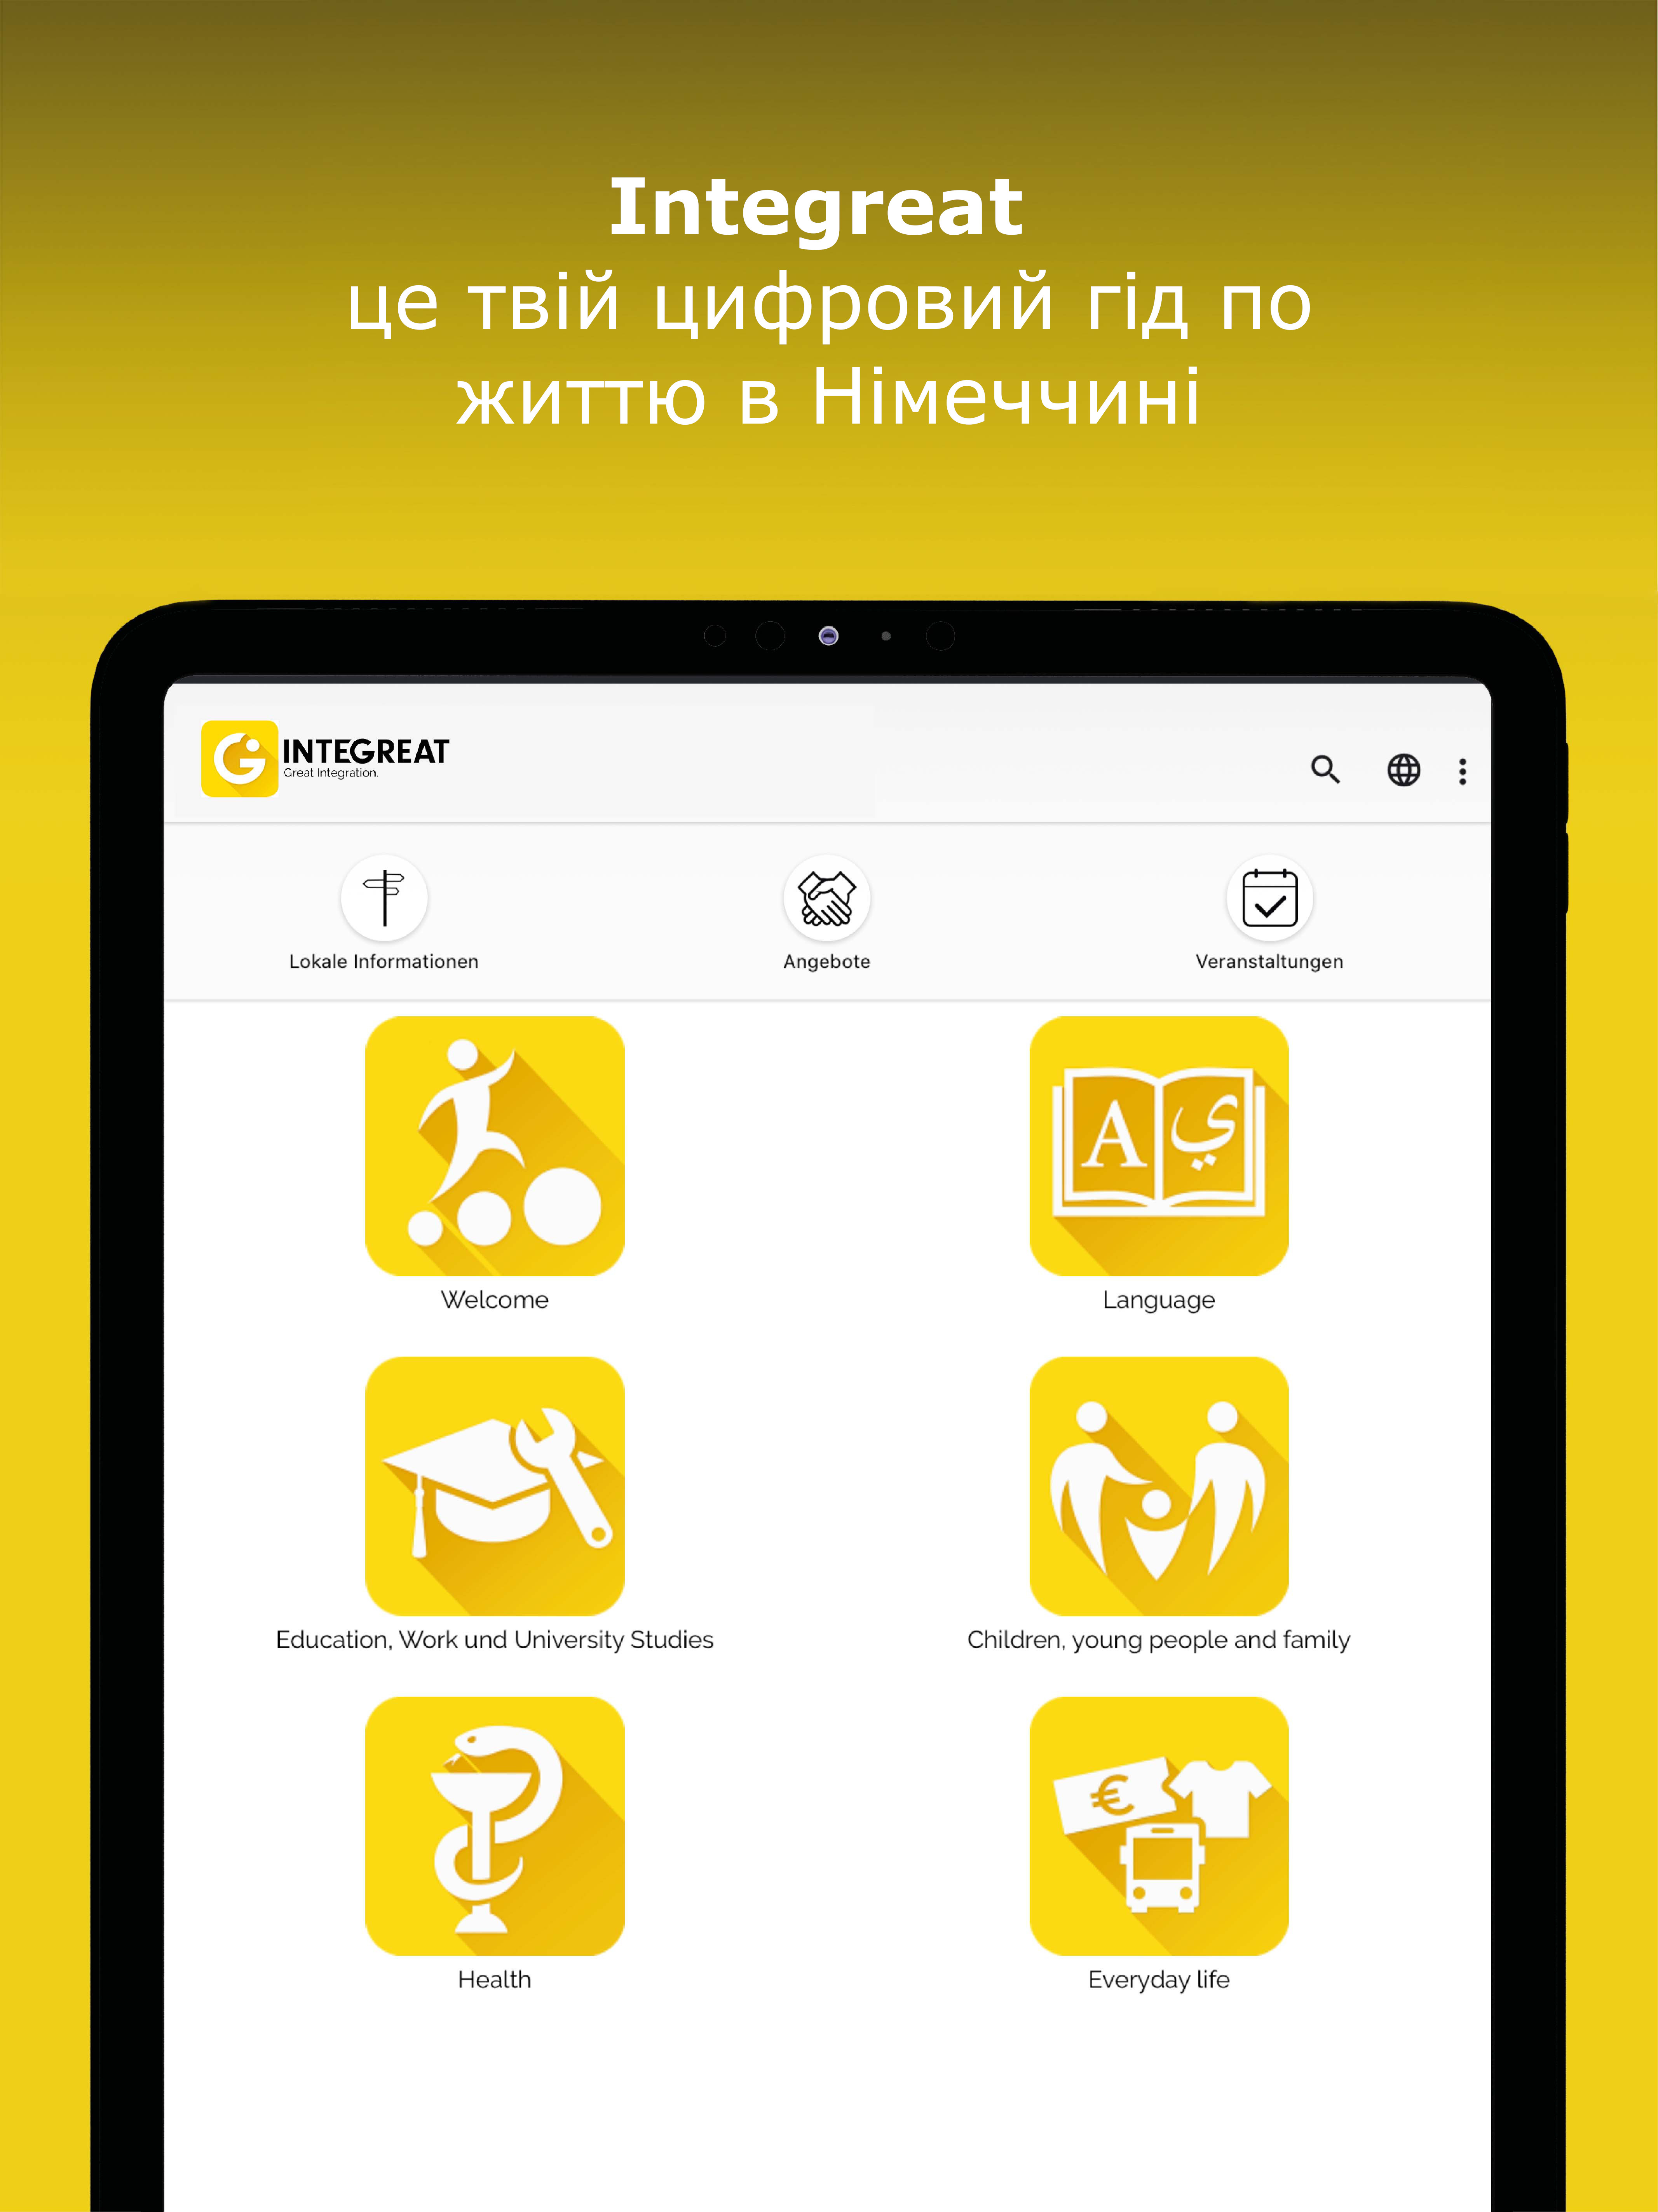 Integreat
це твій цифровий гід по
життю в Німеччині
INTEGREAT
Great Integration.
Lokale Informationen
Angebote
Veranstaltungen
A ي
Welcome
Language
Education, Work und University Studies
Children, young people and family
€
Health
Everyday life